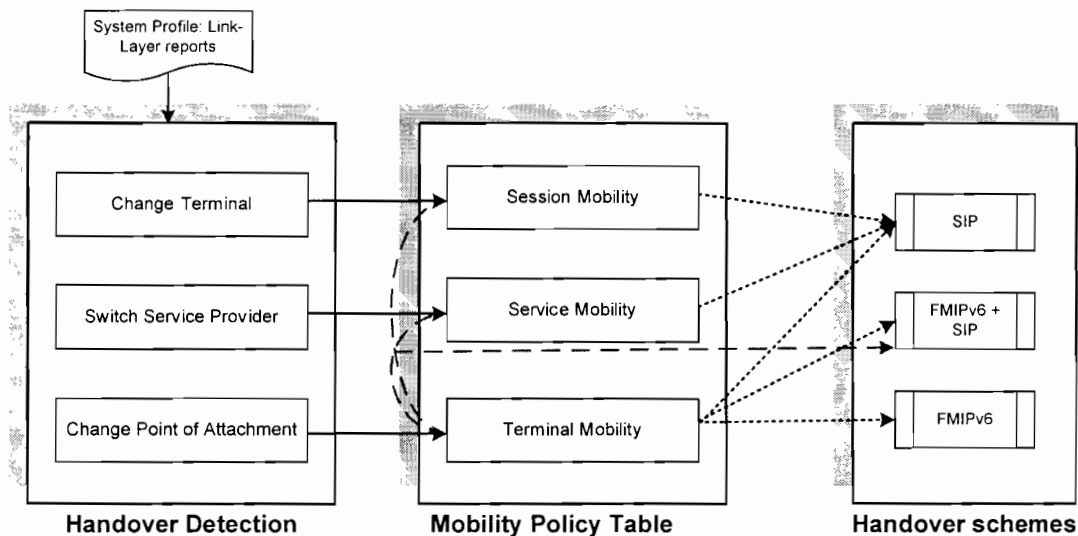 System Profile: Link-
Layer reports
Change Terminal
Switch Service Provider
Change Point of Attachment
Handover Detection
Session Mobility
Service Mobility
Terminal Mobility
Mobility Policy Table
SIP
FMIPv6 +
SIP
FMIPv6
Handover schemes